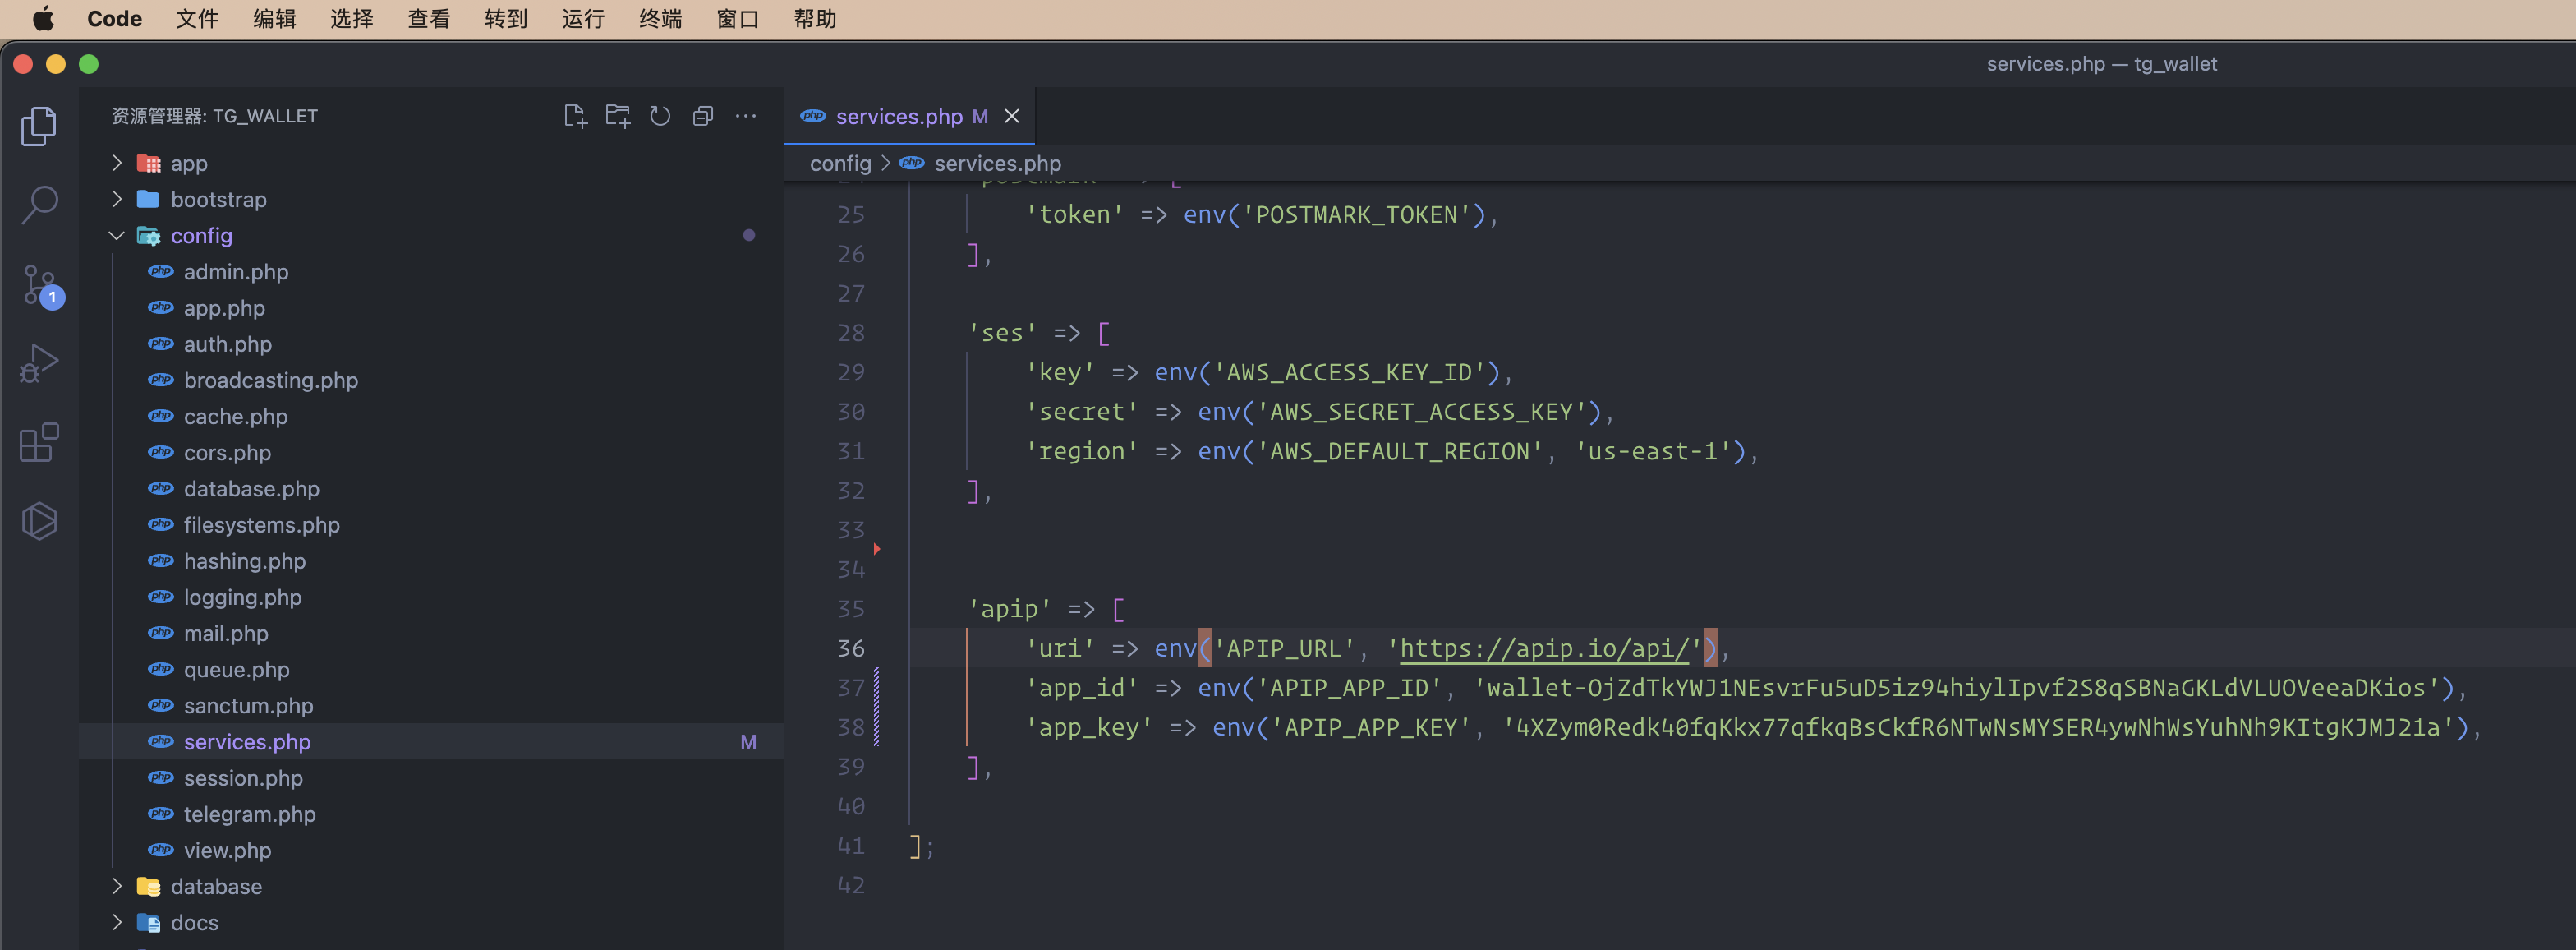 Code 文件 编辑 选择 查看 转到 运行 终端 窗口 帮助
services.php — tg_wallet
资源管理器: TG_WALLET
app
bootstrap
config
admin.php
app.php
auth.php
broadcasting.php
cache.php
cors.php
database.php
filesystems.php
hashing.php
logging.php
mail.php
queue.php
sanctum.php
services.php M
session.php
telegram.php
view.php
database
docs
1
php services.php M
config > php services.php
25 'token' => env('POSTMARK_TOKEN'),
26 ],
27
28 'ses' => [
29 'key' => env('AWS_ACCESS_KEY_ID'),
30 'secret' => env('AWS_SECRET_ACCESS_KEY'),
31 'region' => env('AWS_DEFAULT_REGION', 'us-east-1'),
32 ],
33
34
35 'apip' => [
36 'uri' => env('APIP_URL', 'https://apip.io/api/'),
37 'app_id' => env('APIP_APP_ID', 'wallet-OjZdTkYWJ1NEsvrFu5uD5iz94hiylIpvf2S8qSBNaGKLdVLUOVeeaDKios'),
38 'app_key' => env('APIP_APP_KEY', '4XZym0Redk40fqKkx77qfkqBsCkfR6NTwNsMYSER4ywNhWsYuhNh9KItgKJMJ21a'),
39 ],
40
41 ];
42